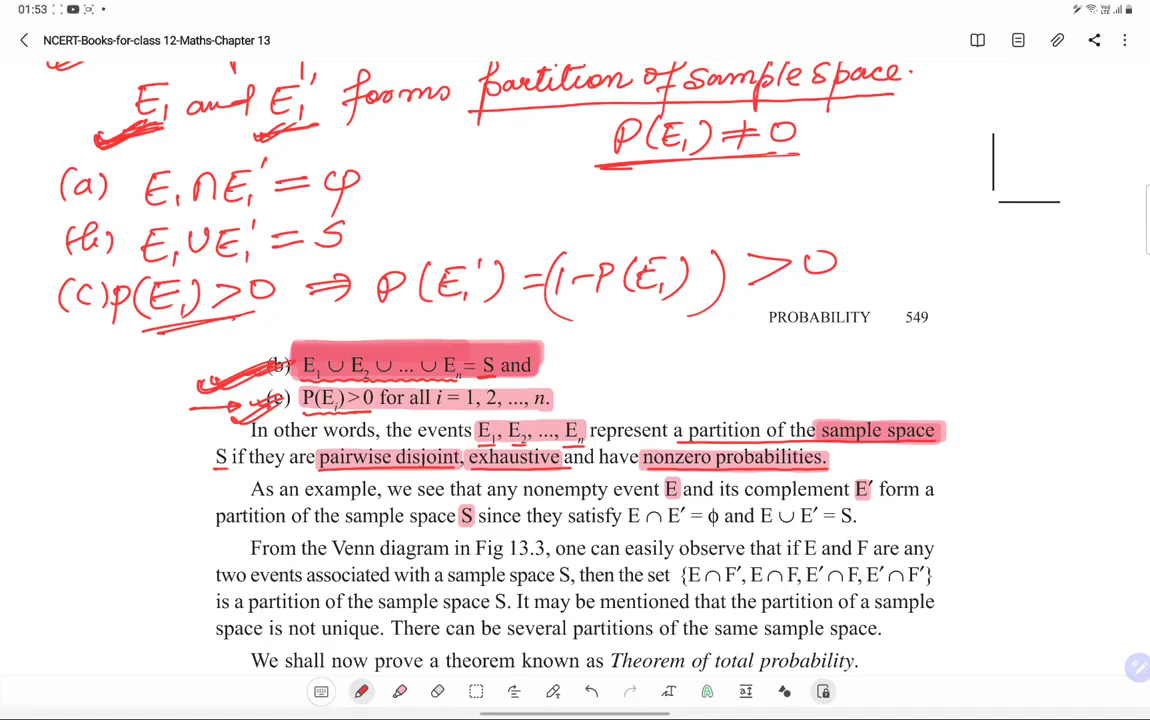 01:53
NCERT-Books-for-class 12-Maths-Chapter 13
E₁ and E₁′ forms partition of sample space.
P(E₁) ≠ 0
(a) E₁ ∩ E₁′ = φ
(b) E₁ ∪ E₁′ = S
(c) P(E₁) > 0 ⇒ P(E₁′) = (1 - P(E₁)) > 0
PROBABILITY 549
(b) E₁ ∪ E₂ ∪ ... ∪ Eₙ = S and
(c) P(Eᵢ) > 0 for all i = 1, 2, ..., n.
In other words, the events E₁, E₂, ..., Eₙ represent a partition of the sample space
S if they are pairwise disjoint, exhaustive and have nonzero probabilities.
As an example, we see that any nonempty event E and its complement E′ form a
partition of the sample space S since they satisfy E ∩ E′ = φ and E ∪ E′ = S.
From the Venn diagram in Fig 13.3, one can easily observe that if E and F are any
two events associated with a sample space S, then the set {E ∩ F′, E ∩ F, E′ ∩ F, E′ ∩ F′}
is a partition of the sample space S. It may be mentioned that the partition of a sample
space is not unique. There can be several partitions of the same sample space.
We shall now prove a theorem known as Theorem of total probability.